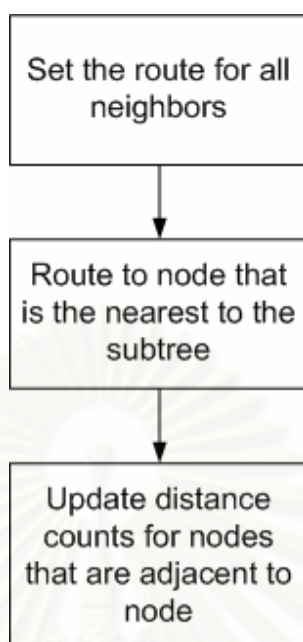 Set the route for all
neighbors
Route to node that
is the nearest to the
subtree
Update distance
counts for nodes
that are adjacent to
node